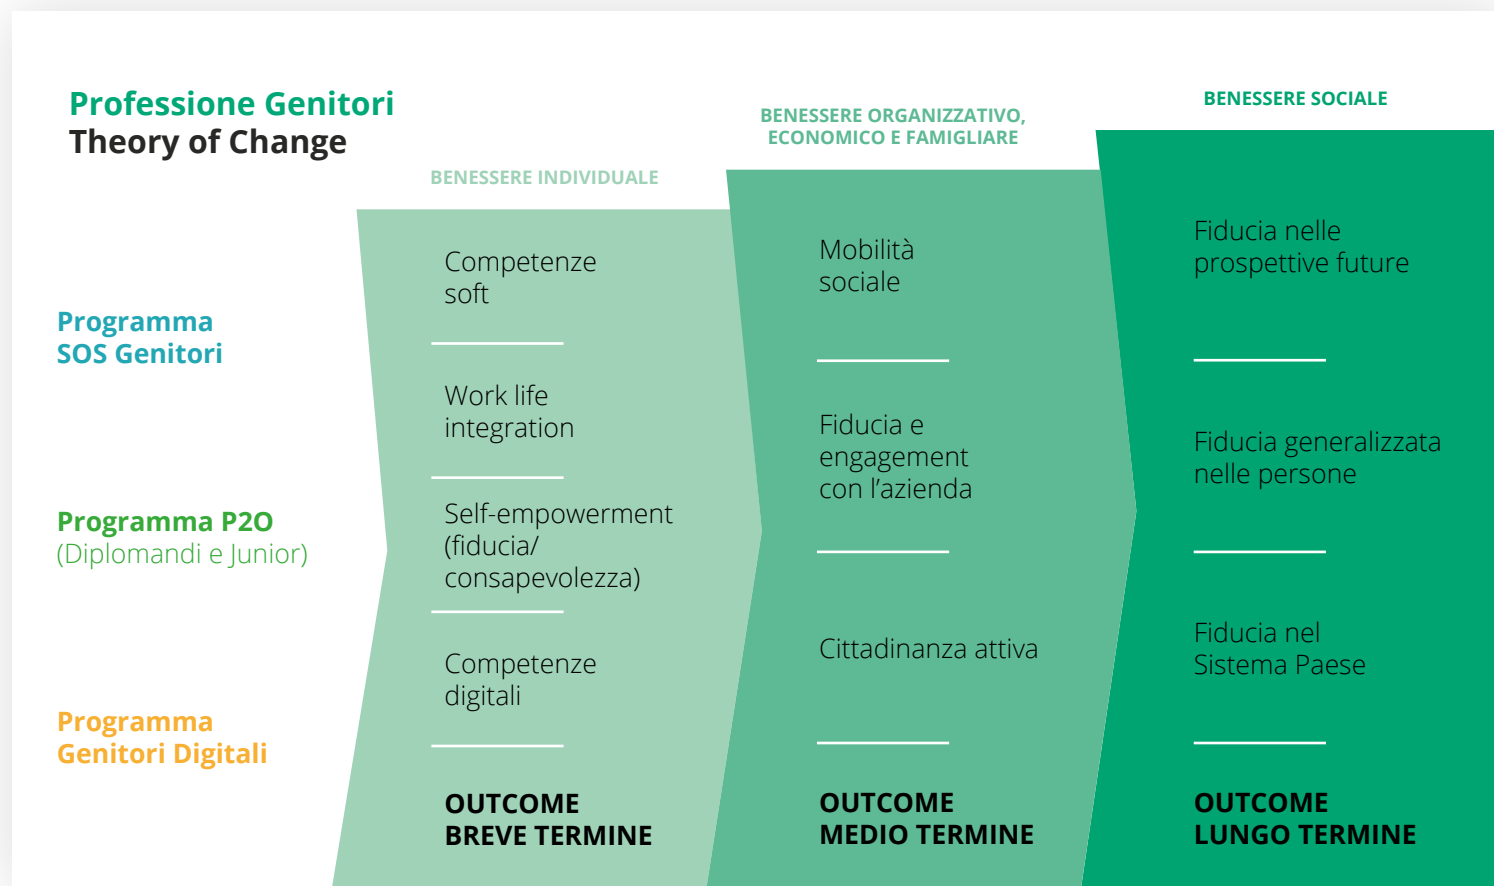 Professione Genitori
Theory of Change
Programma
SOS Genitori
Programma P2O
(Diplomandi e Junior)
Programma
Genitori Digitali
BENESSERE INDIVIDUALE
Competenze
soft
Work life
integration
Self-empowerment
(fiducia/
consapevolezza)
Competenze
digitali
OUTCOME
BREVE TERMINE
BENESSERE ORGANIZZATIVO,
ECONOMICO E FAMIGLIARE
Mobilità
sociale
Fiducia e
engagement
con l’azienda
Cittadinanza attiva
OUTCOME
MEDIO TERMINE
BENESSERE SOCIALE
Fiducia nelle
prospettive future
Fiducia generalizzata
nelle persone
Fiducia nel
Sistema Paese
OUTCOME
LUNGO TERMINE